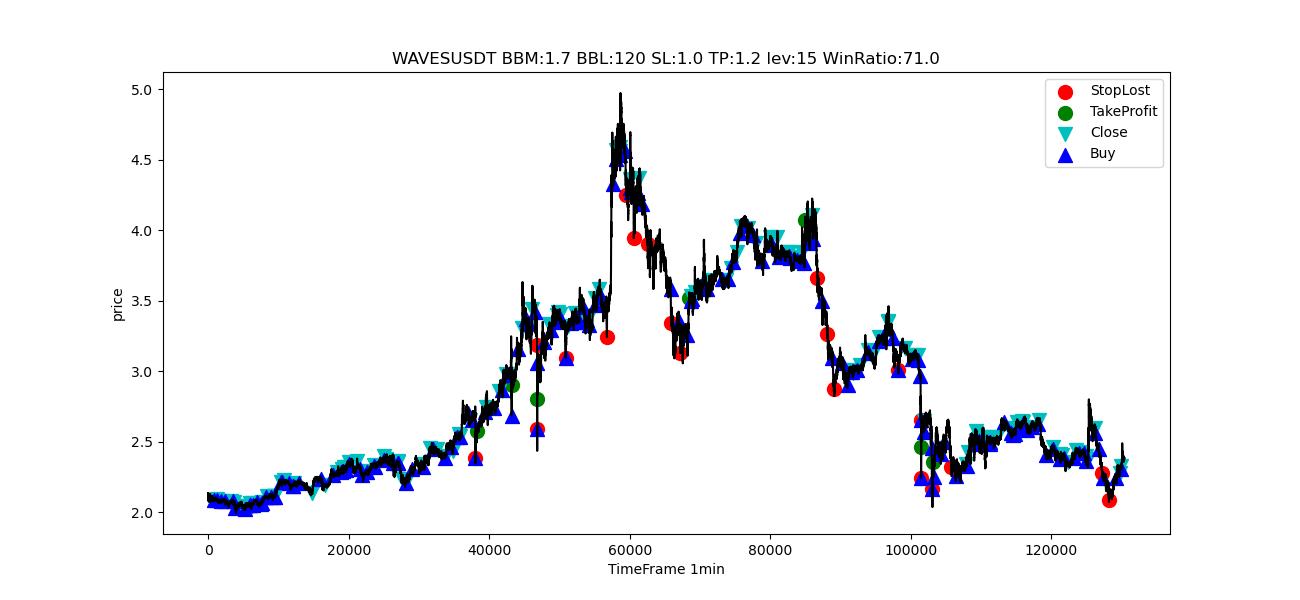 WAVESUSDT BBM:1.7 BBL:120 SL:1.0 TP:1.2 lev:15 WinRatio:71.0
StopLost
TakeProfit
Close
Buy
5.0
4.5
4.0
3.5
3.0
2.5
2.0
price
0 20000 40000 60000 80000 100000 120000
TimeFrame 1min